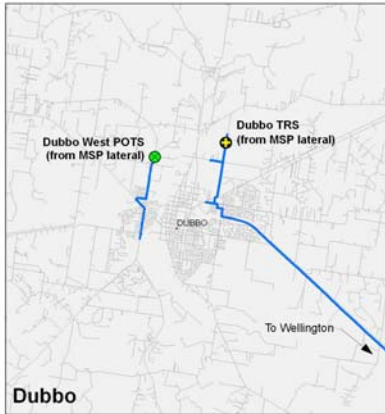 Dubbo TRS
(from MSP lateral)
Dubbo West POTS
(from MSP lateral)
DUBBO
To Wellington
Dubbo